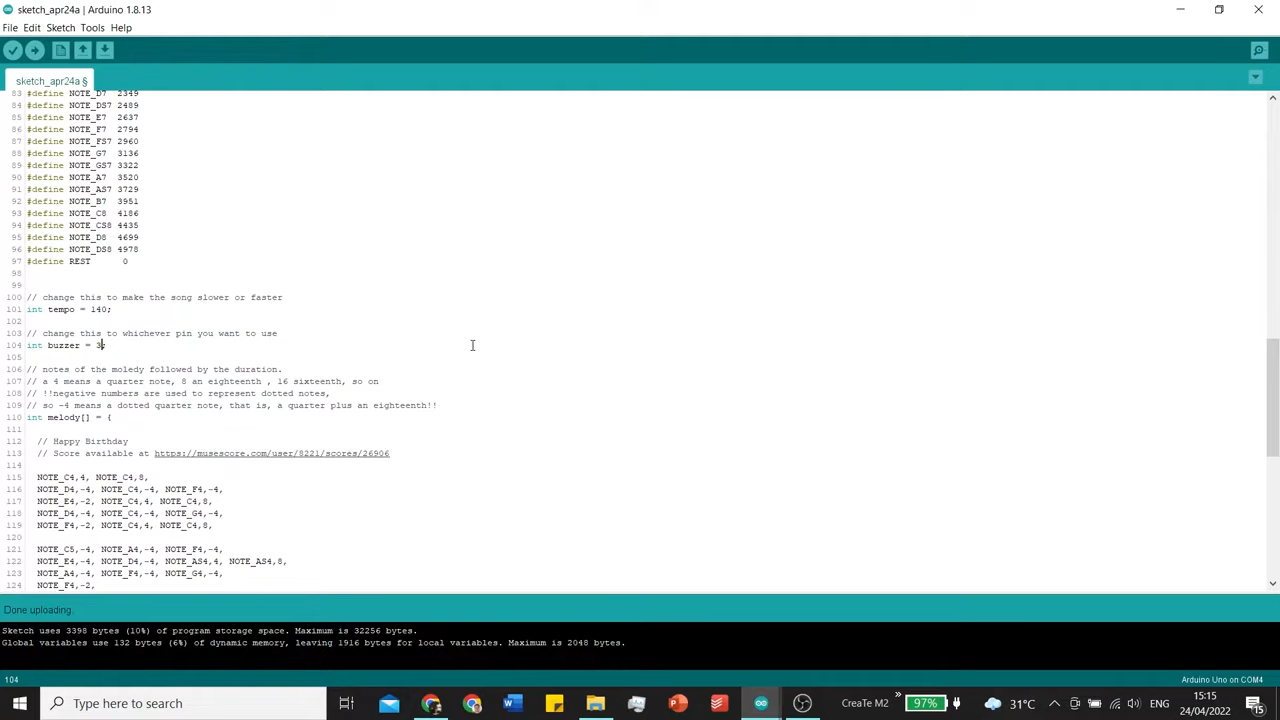 sketch_apr24a | Arduino 1.8.13
File Edit Sketch Tools Help
sketch_apr24a §
83 #define NOTE_D7 2349
84 #define NOTE_DS7 2489
85 #define NOTE_E7 2637
86 #define NOTE_F7 2794
87 #define NOTE_FS7 2960
88 #define NOTE_G7 3136
89 #define NOTE_GS7 3322
90 #define NOTE_A7 3520
91 #define NOTE_AS7 3729
92 #define NOTE_B7 3951
93 #define NOTE_C8 4186
94 #define NOTE_CS8 4435
95 #define NOTE_D8 4699
96 #define NOTE_DS8 4978
97 #define REST 0
98
99
100 // change this to make the song slower or faster
101 int tempo = 140;
102
103 // change this to whichever pin you want to use
104 int buzzer = 3;
105
106 // notes of the moledy followed by the duration.
107 // a 4 means a quarter note, 8 an eighteenth , 16 sixteenth, so on
108 // !!negative numbers are used to represent dotted notes,
109 // so -4 means a dotted quarter note, that is, a quarter plus an eighteenth!!
110 int melody[] = {
111
112 // Happy Birthday
113 // Score available at https://musescore.com/user/8221/scores/26906
114
115 NOTE_C4,4, NOTE_C4,8,
116 NOTE_D4,-4, NOTE_C4,-4, NOTE_F4,-4,
117 NOTE_E4,-2, NOTE_C4,4, NOTE_C4,8,
118 NOTE_D4,-4, NOTE_C4,-4, NOTE_G4,-4,
119 NOTE_F4,-2, NOTE_C4,4, NOTE_C4,8,
120
121 NOTE_C5,-4, NOTE_A4,-4, NOTE_F4,-4,
122 NOTE_E4,-4, NOTE_D4,-4, NOTE_AS4,4, NOTE_AS4,8,
123 NOTE_A4,-4, NOTE_F4,-4, NOTE_G4,-4,
124 NOTE_F4,-2,
Done uploading.
Sketch uses 3398 bytes (10%) of program storage space. Maximum is 32256 bytes.
Global variables use 132 bytes (6%) of dynamic memory, leaving 1916 bytes for local variables. Maximum is 2048 bytes.
104 Arduino Uno on COM4
Type here to search CreaTe M2 » 97% 31°C ENG 15:15
24/04/2022 15